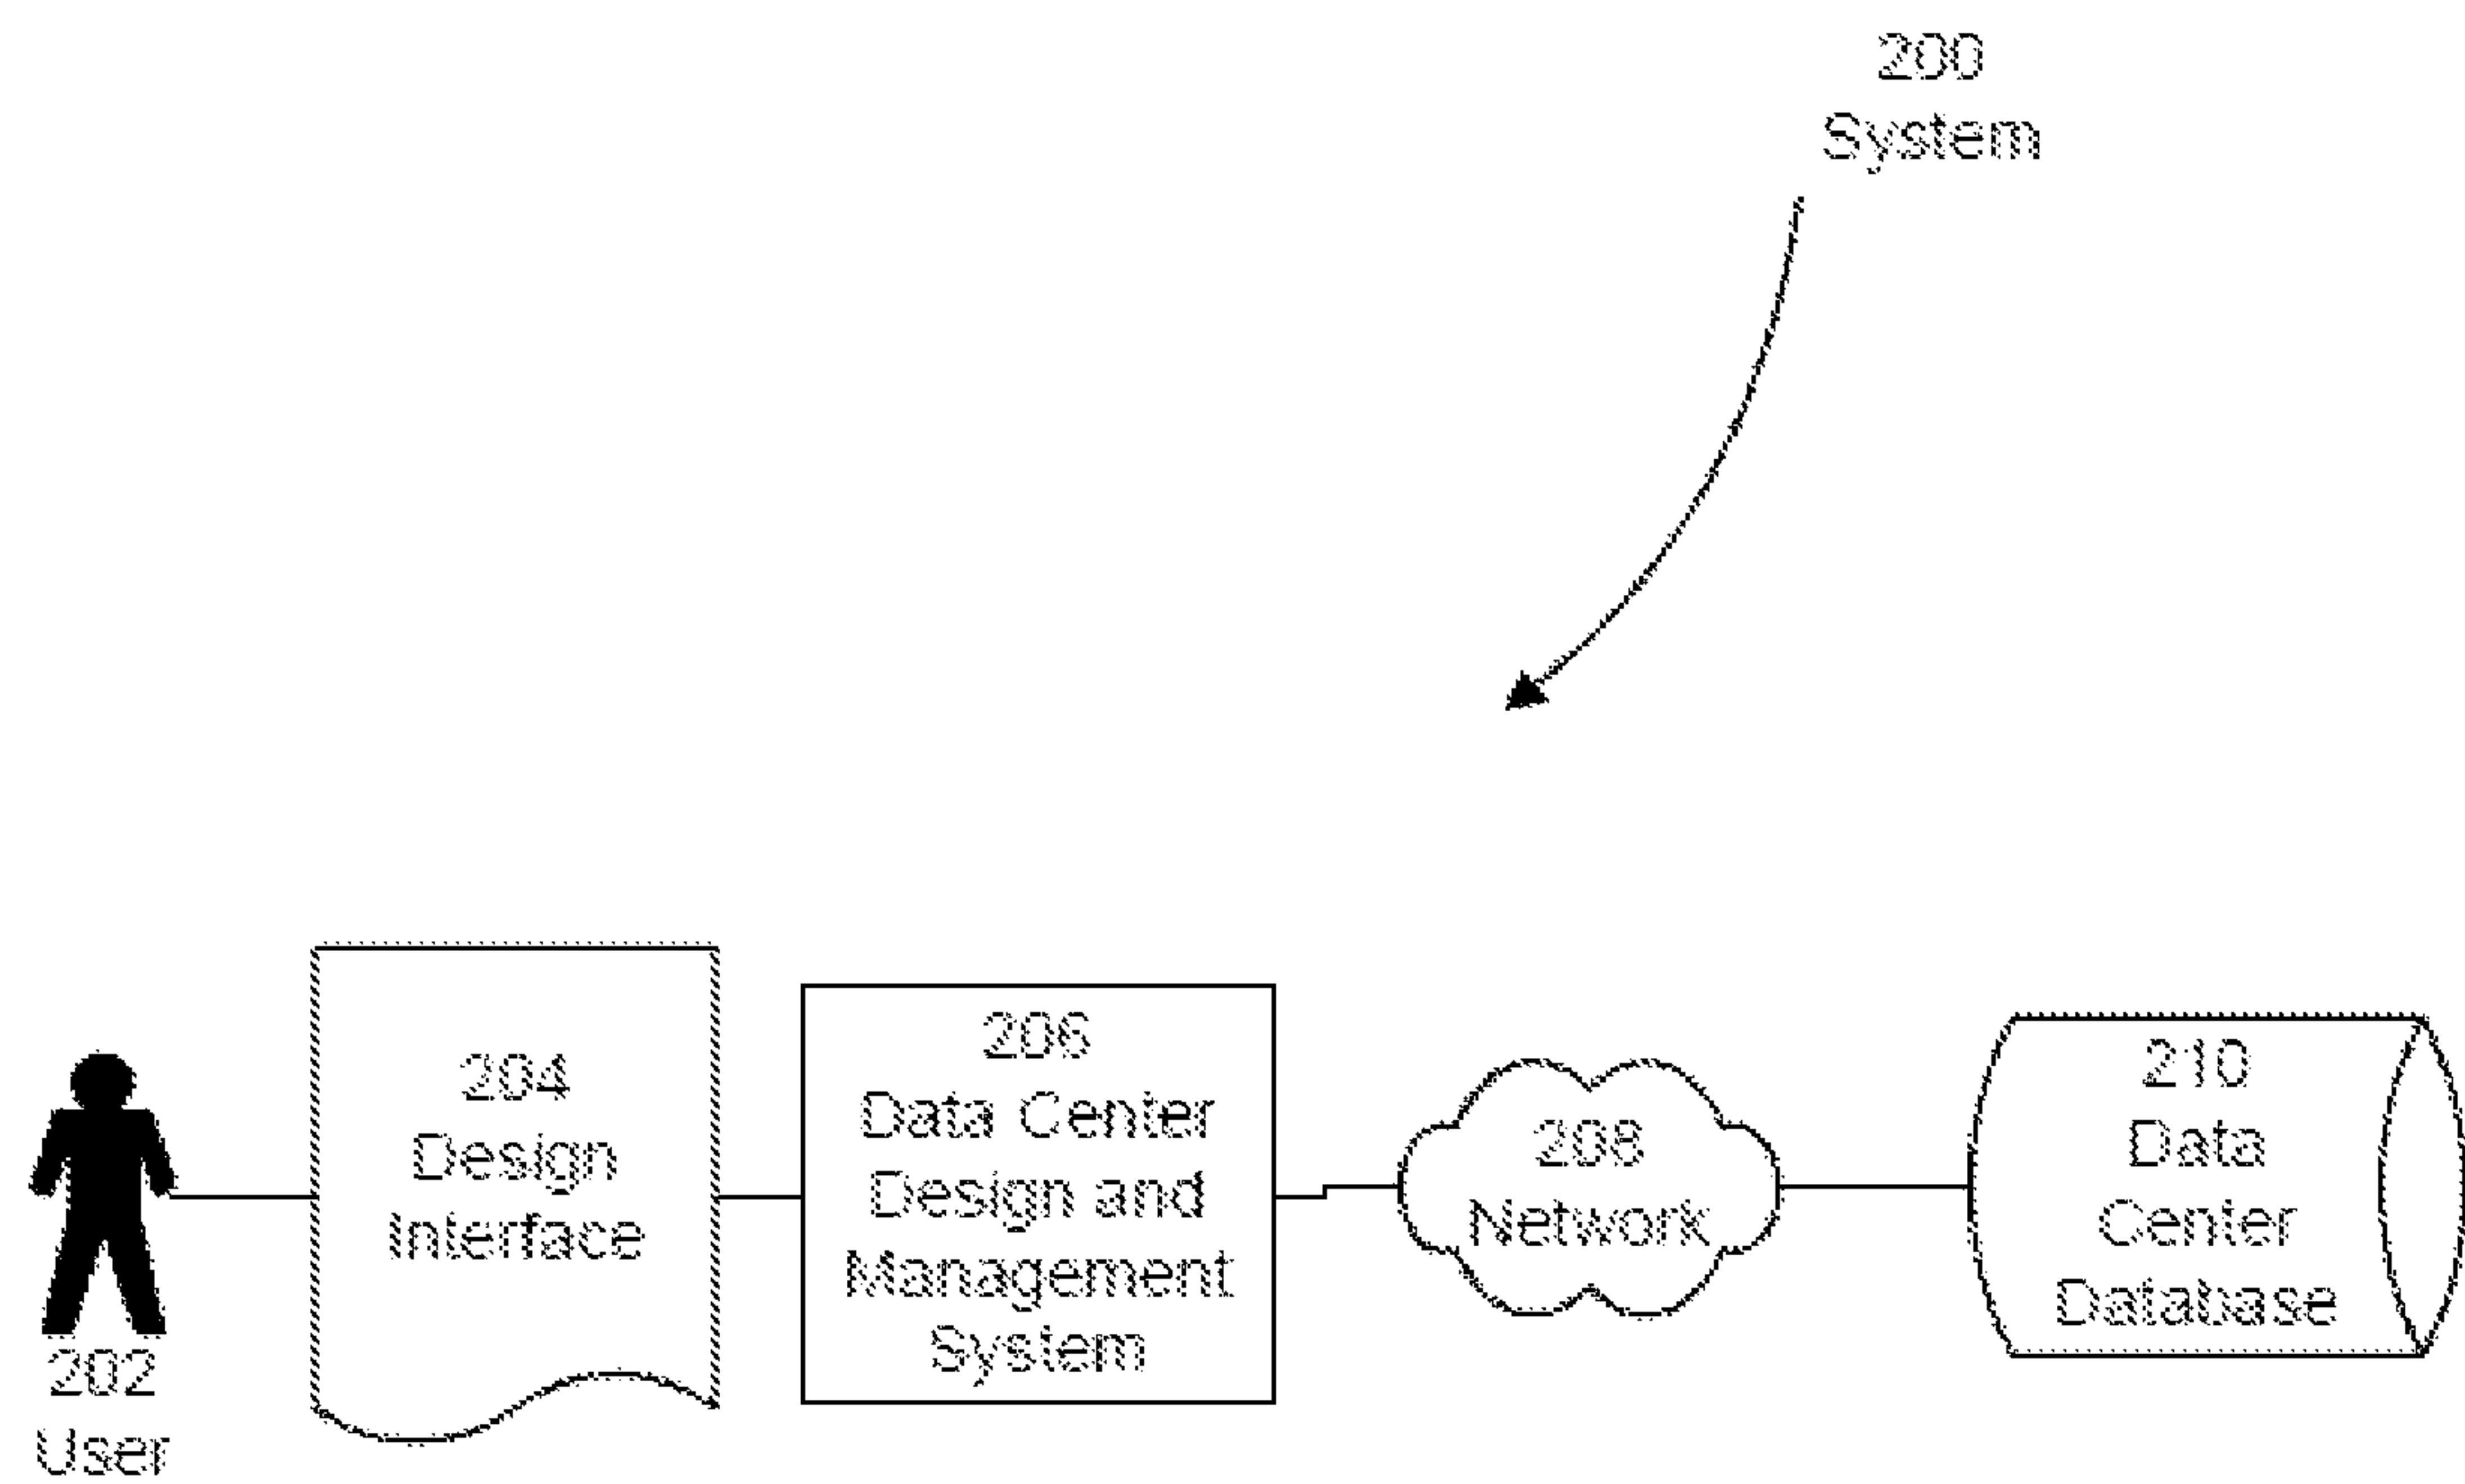 200
System
204
Design
Interface
206
Data Center
Design and
Management
System
208
Network
210
Data
Center
Database
202
User